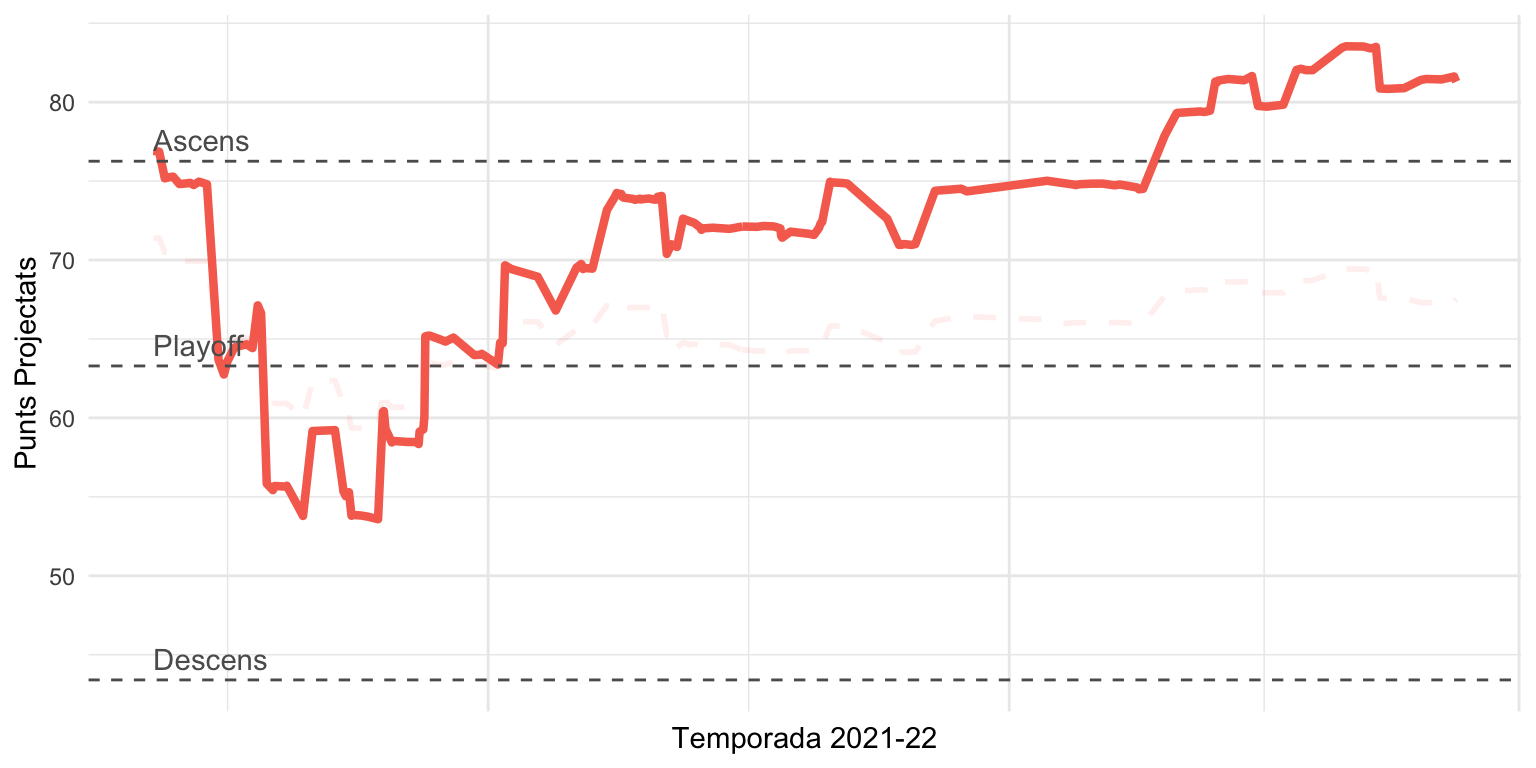 80
70
60
50
Punts Projectats
Ascens
Playoff
Descens
Temporada 2021-22